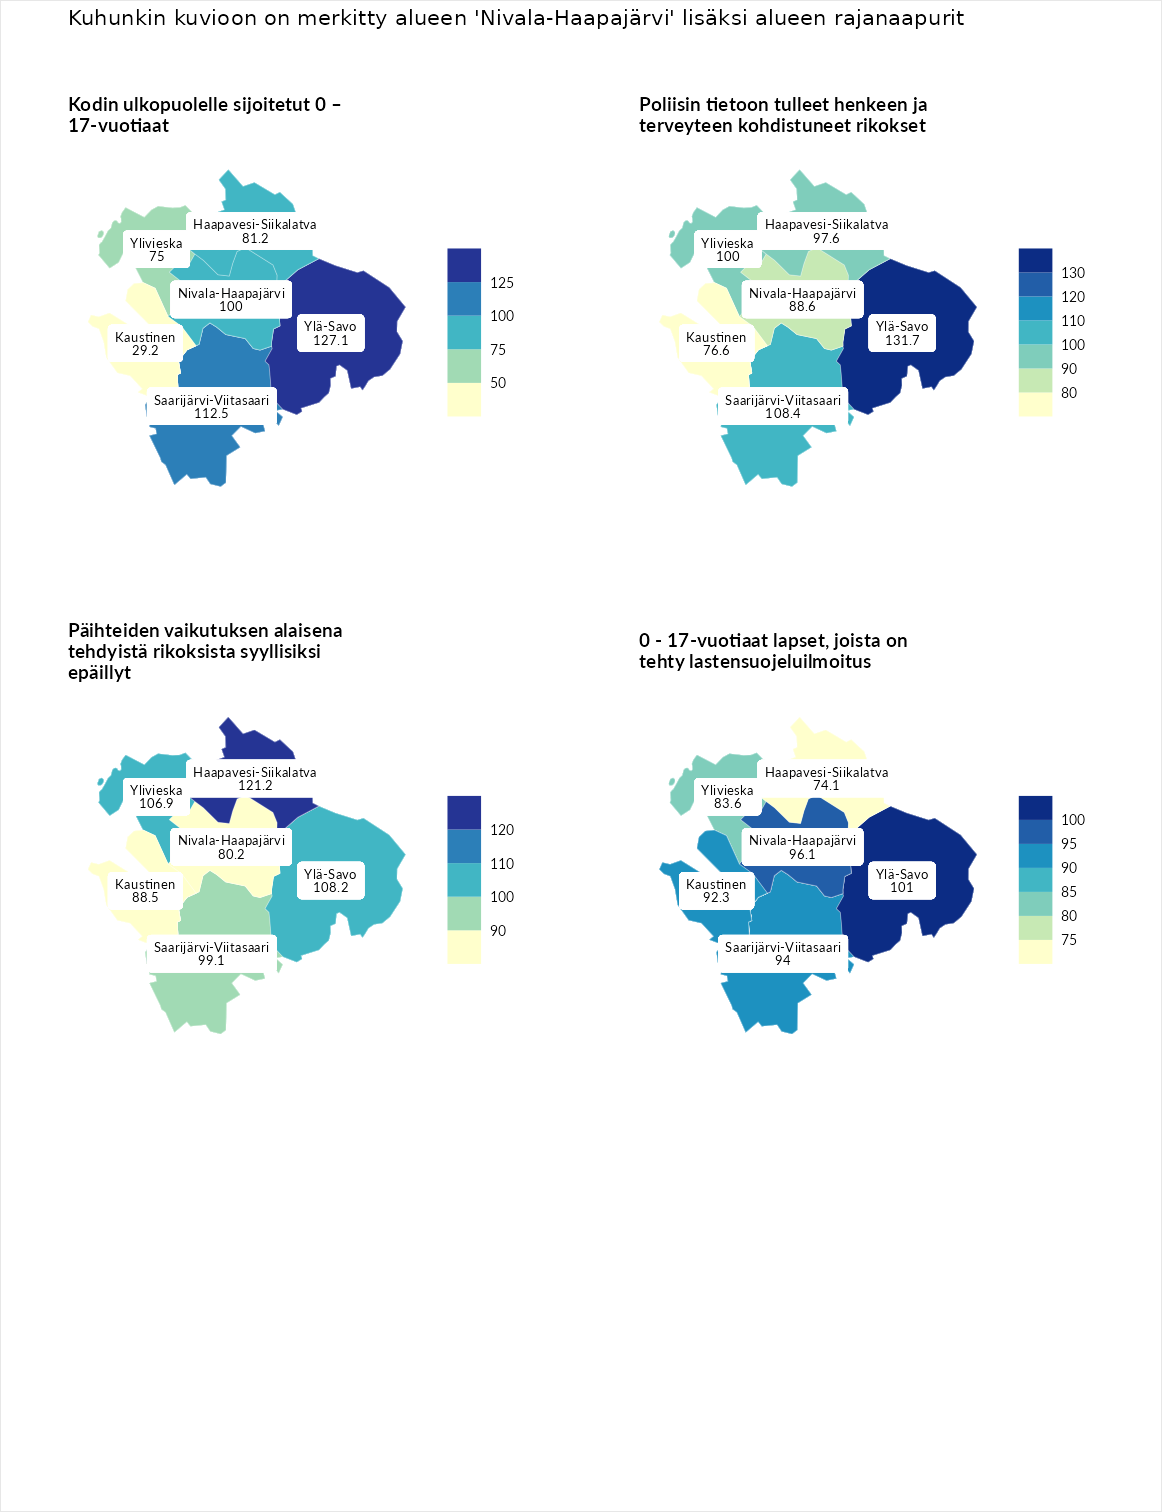 Kuhunkin kuvioon on merkitty alueen 'Nivala-Haapajärvi' lisäksi alueen rajanaapurit
Kodin ulkopuolelle sijoitetut 0 –
17-vuotiaat
Haapavesi-Siikalatva
81.2
Ylivieska
75
Nivala-Haapajärvi
100
Ylä-Savo
127.1
Kaustinen
29.2
Saarijärvi-Viitasaari
112.5
125
100
75
50
Poliisin tietoon tulleet henkeen ja
terveyteen kohdistuneet rikokset
Haapavesi-Siikalatva
97.6
Ylivieska
100
Nivala-Haapajärvi
88.6
Ylä-Savo
131.7
Kaustinen
76.6
Saarijärvi-Viitasaari
108.4
130
120
110
100
90
80
Päihteiden vaikutuksen alaisena
tehdyistä rikoksista syyllisiksi
epäillyt
Haapavesi-Siikalatva
121.2
Ylivieska
106.9
Nivala-Haapajärvi
80.2
Ylä-Savo
108.2
Kaustinen
88.5
Saarijärvi-Viitasaari
99.1
120
110
100
90
0 - 17-vuotiaat lapset, joista on
tehty lastensuojeluilmoitus
Haapavesi-Siikalatva
74.1
Ylivieska
83.6
Nivala-Haapajärvi
96.1
Ylä-Savo
101
Kaustinen
92.3
Saarijärvi-Viitasaari
94
100
95
90
85
80
75